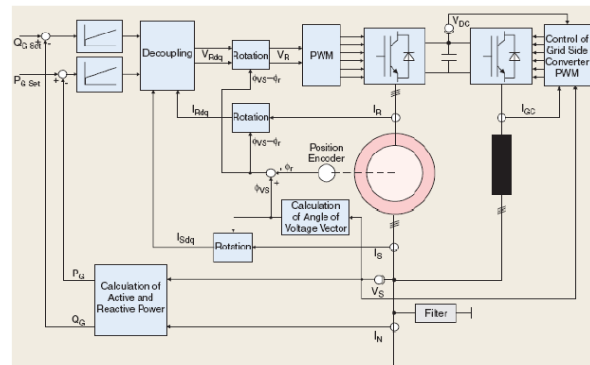 Q_G Set
P_G Set
+
-
+
-
Decoupling
V_Rdq
Rotation
V_R
PWM
V_DC
Control of
Grid Side
Converter
PWM
ϕ_VS–ϕ_r
I_Rdq
Rotation
I_R
I_GC
ϕ_VS–ϕ_r
Position
Encoder
- ϕ_r
+
ϕ_VS
Calculation
of Angle of
Voltage Vector
I_Sdq
Rotation
I_S
P_G
Calculation of
Active and
Reactive Power
V_S
Q_G
Filter
I_N